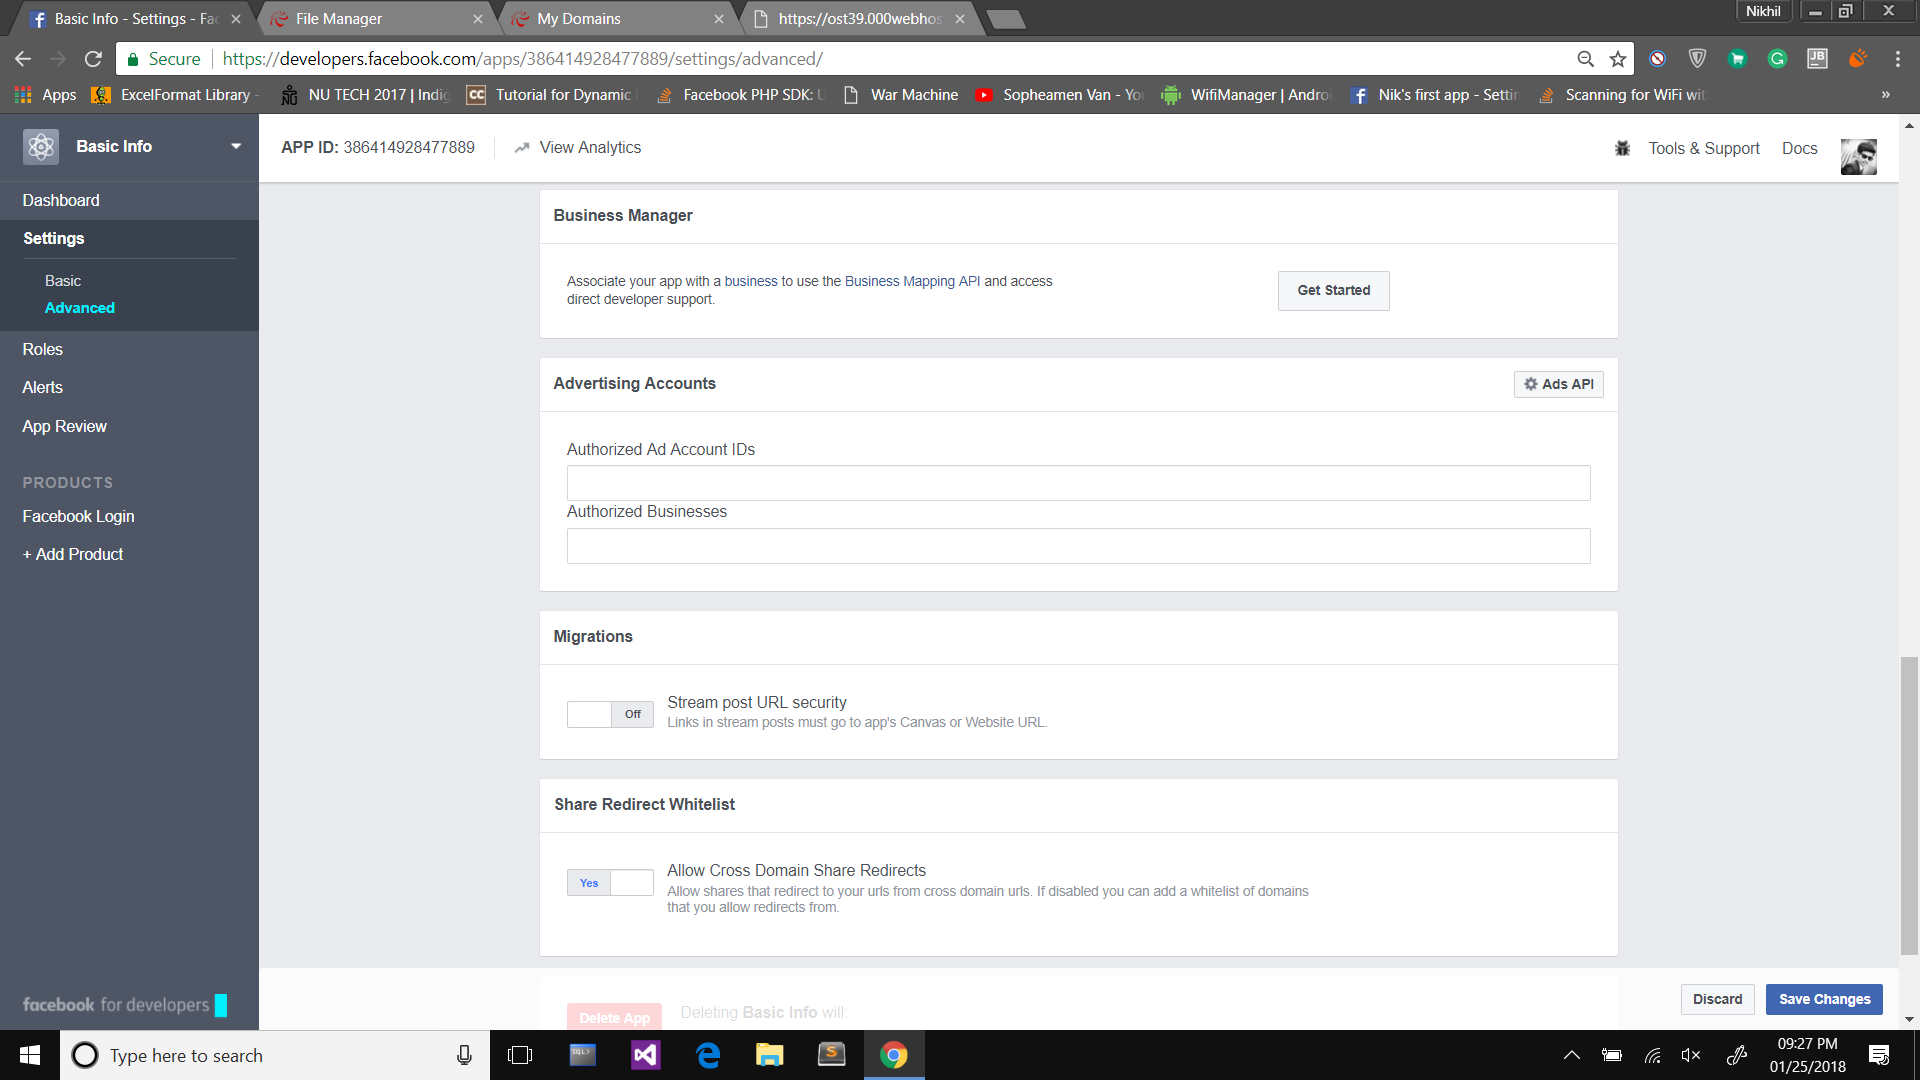 Basic Info - Settings - Fac
File Manager
My Domains
https://ost39.000webhos
Nikhil
Secure
https://developers.facebook.com/apps/386414928477889/settings/advanced/
Apps
ExcelFormat Library -
NU TECH 2017 | Indig
CC
Tutorial for Dynamic
Facebook PHP SDK: U
War Machine
Sopheamen Van - Yo
WifiManager | Androi
Nik's first app - Settin
Scanning for WiFi wit
»
Basic Info
APP ID: 386414928477889
View Analytics
Tools & Support
Docs
Dashboard
Settings
Basic
Advanced
Roles
Alerts
App Review
PRODUCTS
Facebook Login
+ Add Product
Business Manager
Associate your app with a business to use the Business Mapping API and access
direct developer support.
Get Started
Advertising Accounts
Ads API
Authorized Ad Account IDs
Authorized Businesses
Migrations
Off
Stream post URL security
Links in stream posts must go to app's Canvas or Website URL.
Share Redirect Whitelist
Yes
Allow Cross Domain Share Redirects
Allow shares that redirect to your urls from cross domain urls. If disabled you can add a whitelist of domains
that you allow redirects from.
Delete App
Deleting Basic Info will:
Discard
Save Changes
facebook for developers
Type here to search
09:27 PM
01/25/2018